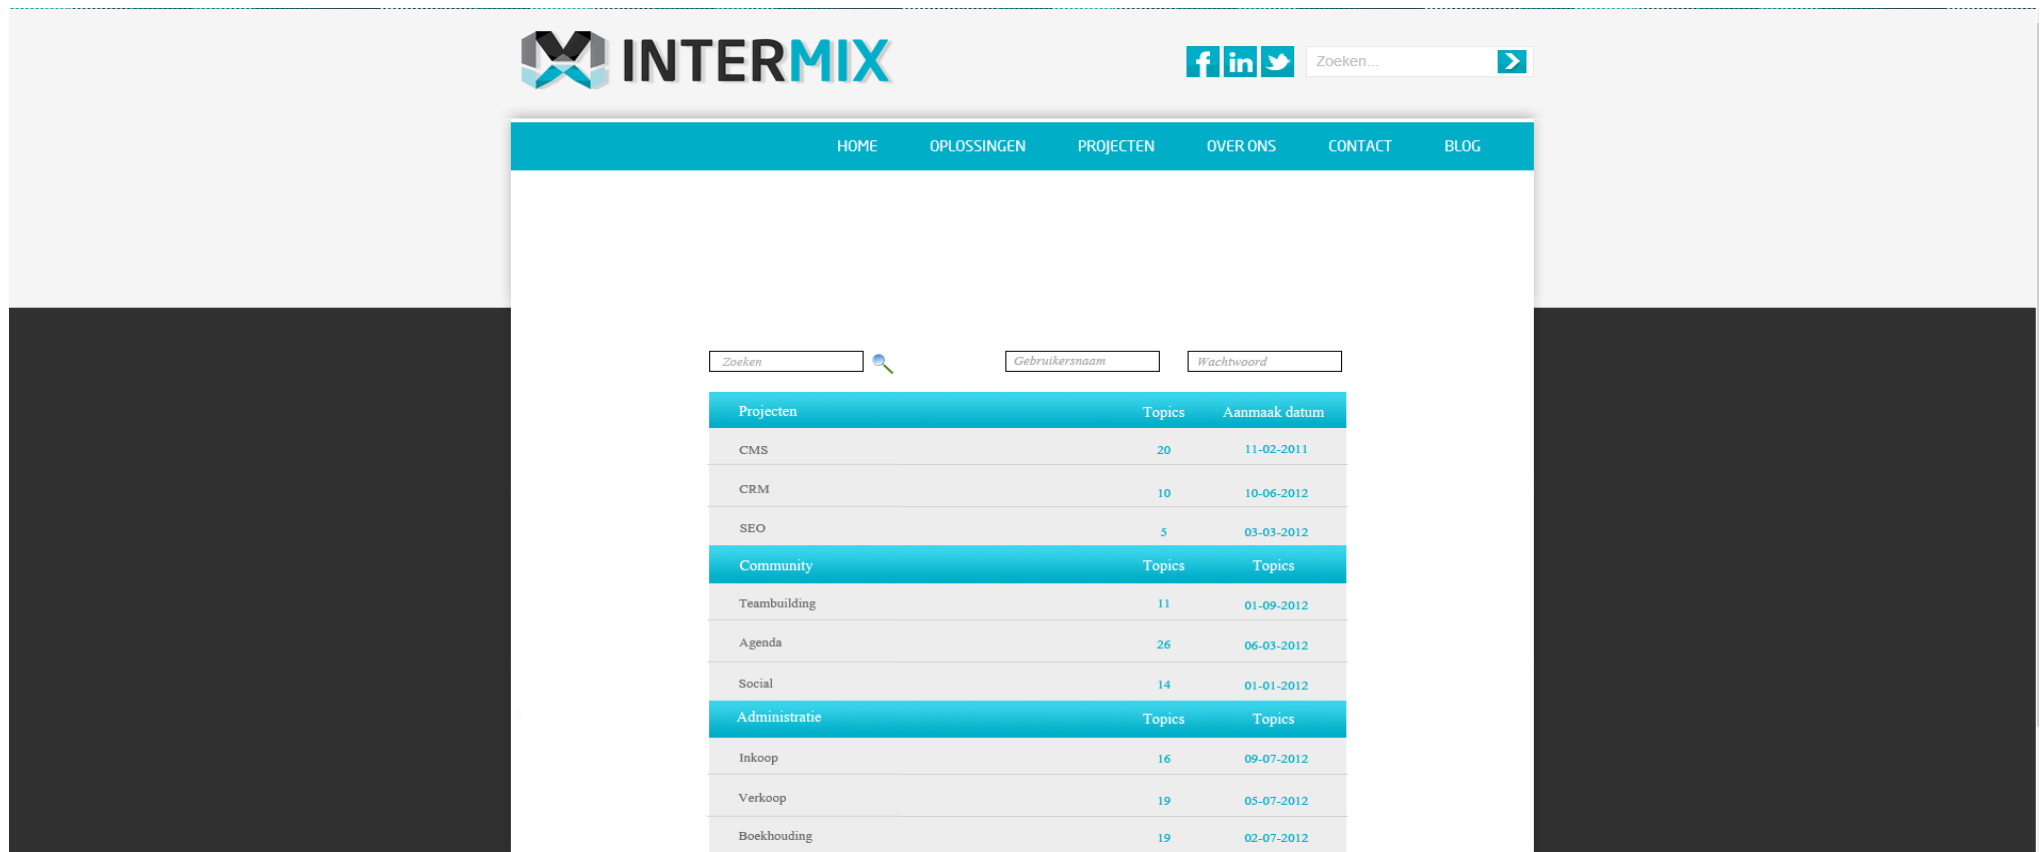 INTERMIX
f in Zoeken...
HOME OPLOSSINGEN PROJECTEN OVER ONS CONTACT BLOG
Zoeken Gebruikersnaam Wachtwoord
Projecten Topics Aanmaak datum
CMS 20 11-02-2011
CRM 10 10-06-2012
SEO 5 03-03-2012
Community Topics Topics
Teambuilding 11 01-09-2012
Agenda 26 06-03-2012
Social 14 01-01-2012
Administratie Topics Topics
Inkoop 16 09-07-2012
Verkoop 19 05-07-2012
Boekhouding 19 02-07-2012